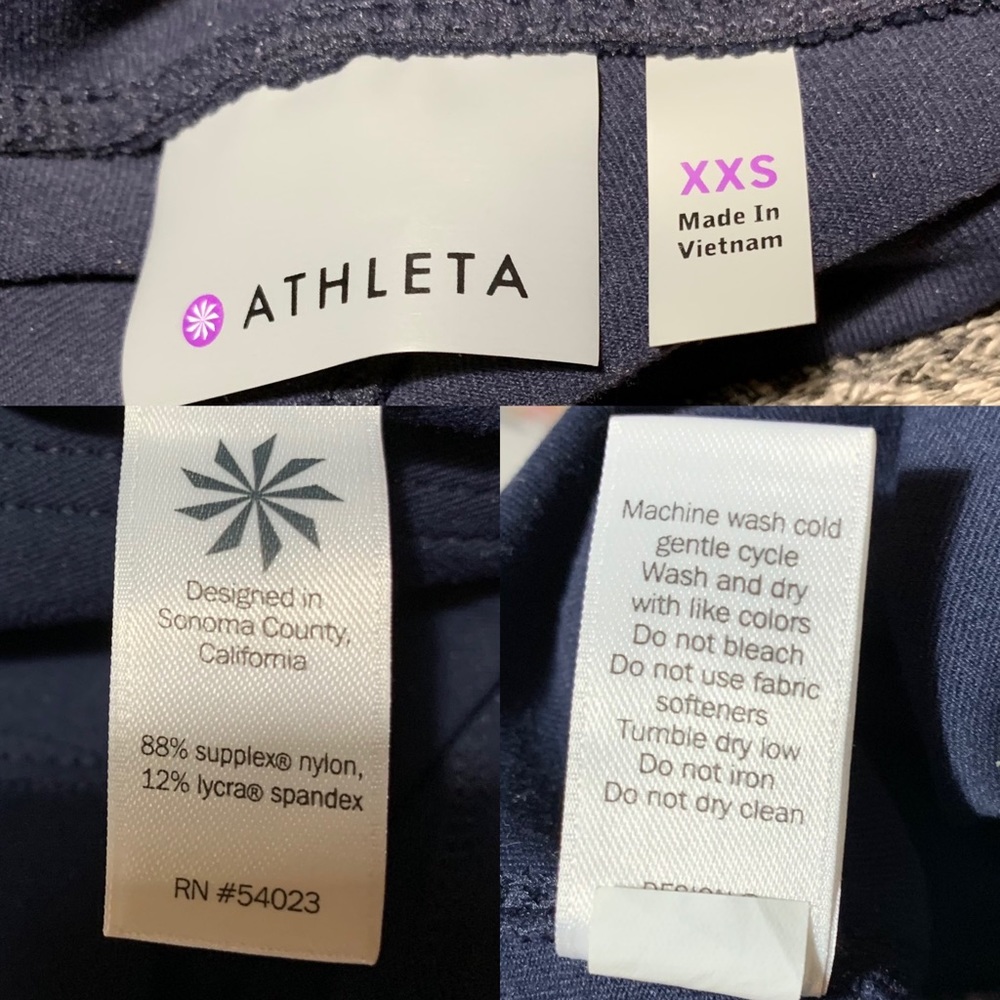 ATHLETA
XXS
Made In
Vietnam
Designed in
Sonoma County,
California
88% supplex® nylon,
12% lycra® spandex
RN #54023
Machine wash cold
gentle cycle
Wash and dry
with like colors
Do not bleach
Do not use fabric
softeners
Tumble dry low
Do not iron
Do not dry clean